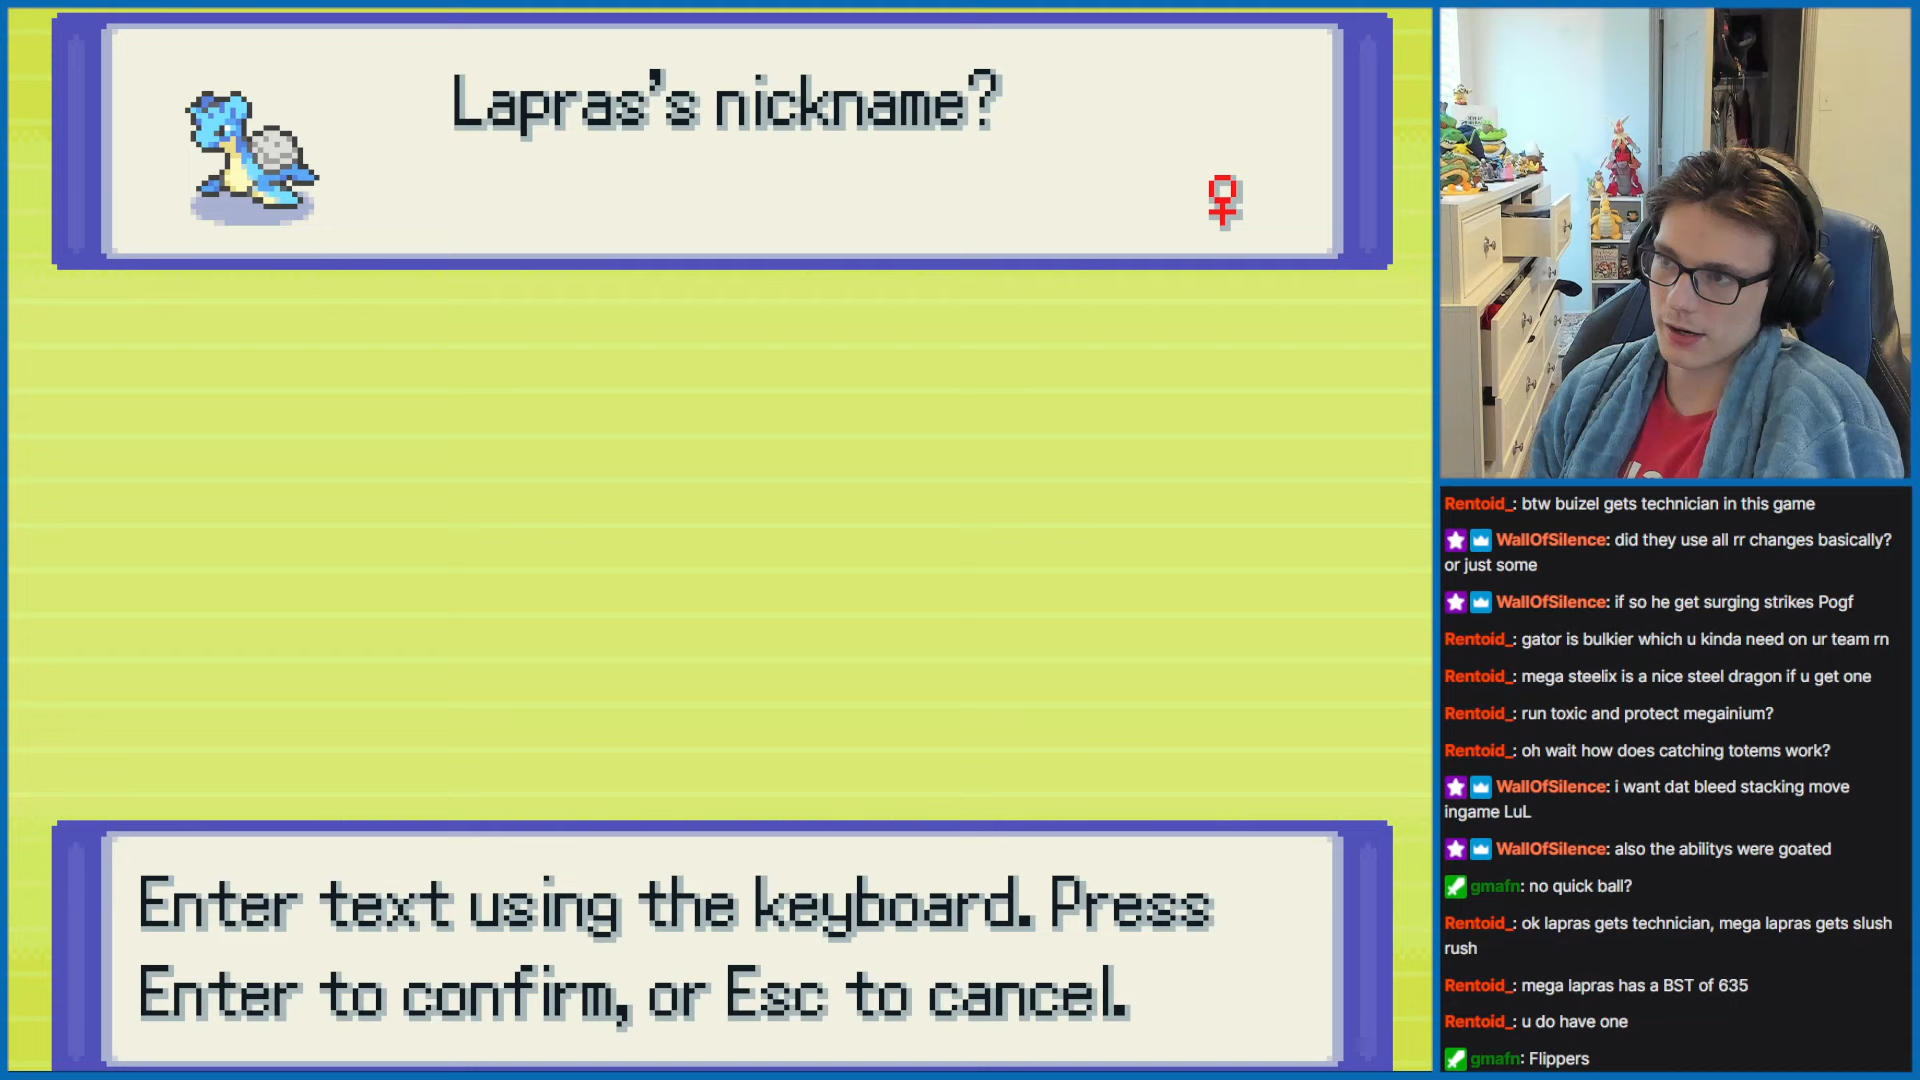 Lapras's nickname?
♀
Enter text using the keyboard. Press
Enter to confirm, or Esc to cancel.
Rentoid_: btw buizel gets technician in this game
WallOfSilence: did they use all rr changes basically?
or just some
WallOfSilence: if so he get surging strikes Pogf
Rentoid_: gator is bulkier which u kinda need on ur team rn
Rentoid_: mega steelix is a nice steel dragon if u get one
Rentoid_: run toxic and protect megainium?
Rentoid_: oh wait how does catching totems work?
WallOfSilence: i want dat bleed stacking move
ingame LuL
WallOfSilence: also the abilitys were goated
gmafn: no quick ball?
Rentoid_: ok lapras gets technician, mega lapras gets slush
rush
Rentoid_: mega lapras has a BST of 635
Rentoid_: u do have one
gmafn: Flippers